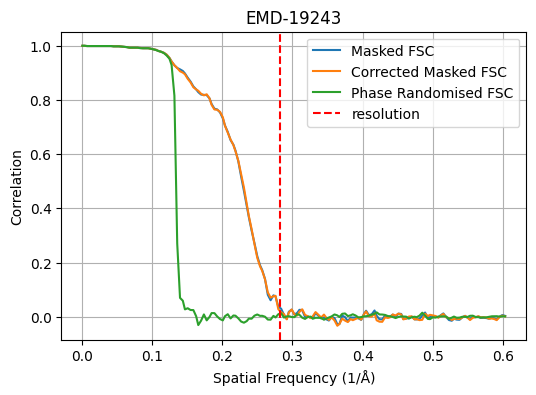 EMD-19243
Masked FSC
Corrected Masked FSC
Phase Randomised FSC
resolution
Correlation
1.0
0.8
0.6
0.4
0.2
0.0
0.0 0.1 0.2 0.3 0.4 0.5 0.6
Spatial Frequency (1/Å)